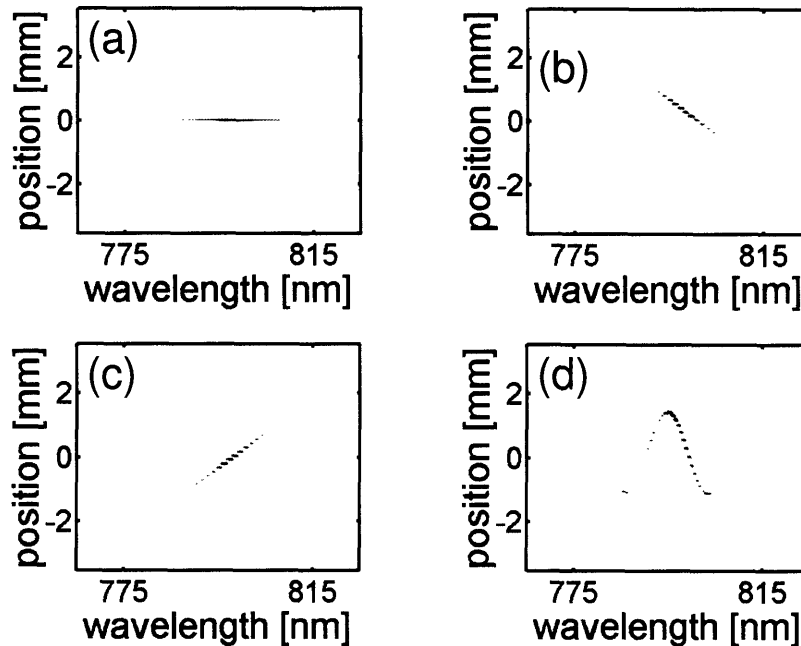 (a)
position [mm]
2
0
-2
775 815
wavelength [nm]
(b)
position [mm]
2
0
-2
775 815
wavelength [nm]
(c)
position [mm]
2
0
-2
775 815
wavelength [nm]
(d)
position [mm]
2
0
-2
775 815
wavelength [nm]